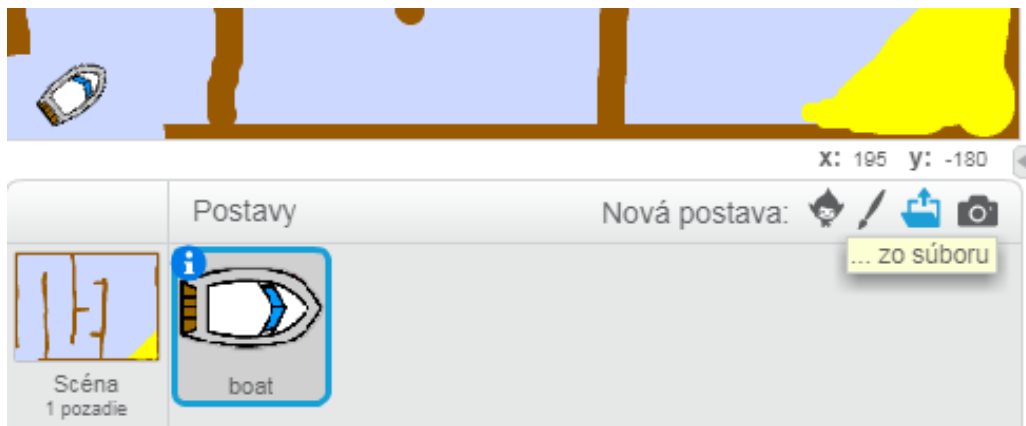 x: 195 y: -180
Postavy Nová postava:
... zo súboru
Scéna
1 pozadie
boat